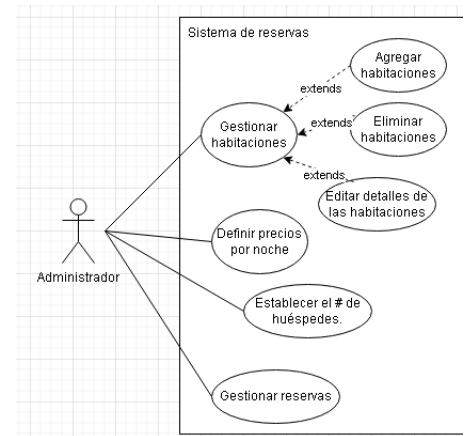 Sistema de reservas
Agregar
habitaciones
extends
Gestionar
habitaciones
extends
Eliminar
habitaciones
extends
Editar detalles de
las habitaciones
Administrador
Definir precios
por noche
Establecer el # de
huéspedes.
Gestionar reservas